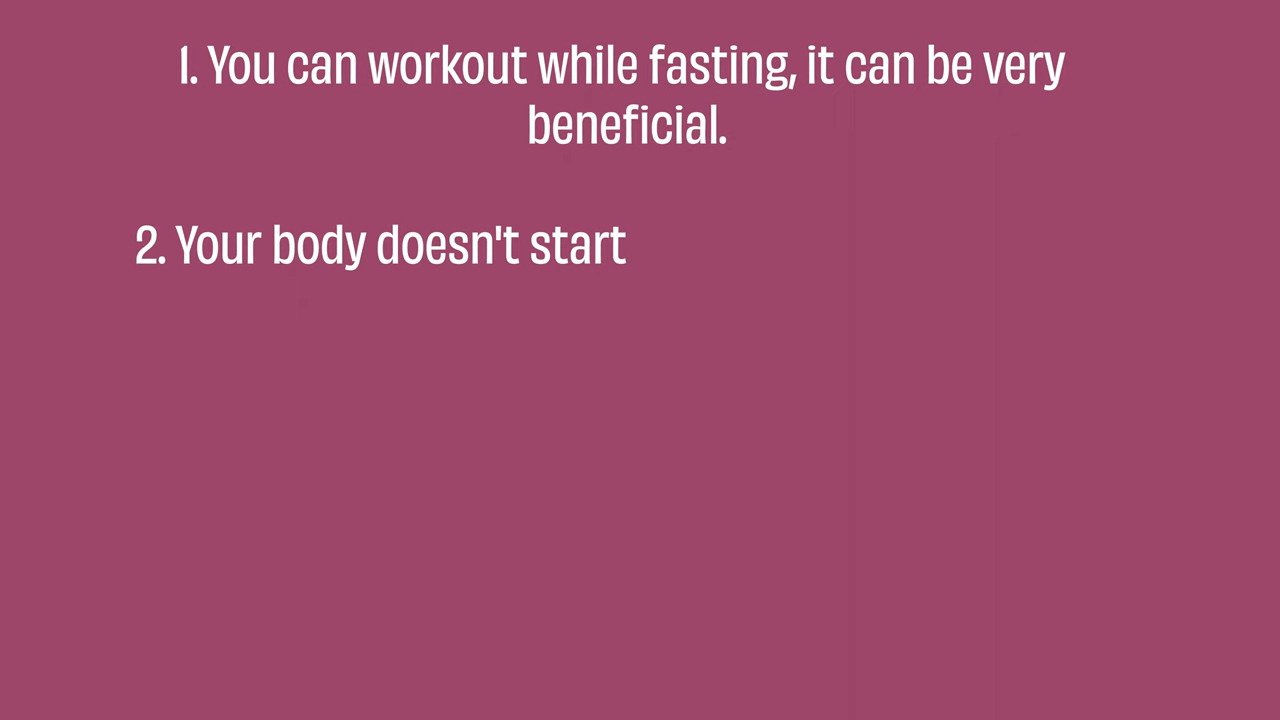 1. You can workout while fasting, it can be very
beneficial.
2. Your body doesn't start